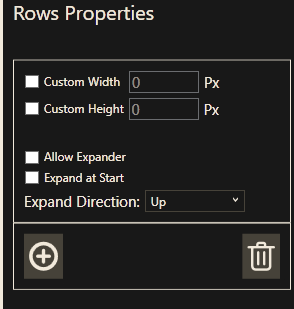 Rows Properties
Custom Width 0 Px
Custom Height 0 Px
Allow Expander
Expand at Start
Expand Direction: Up